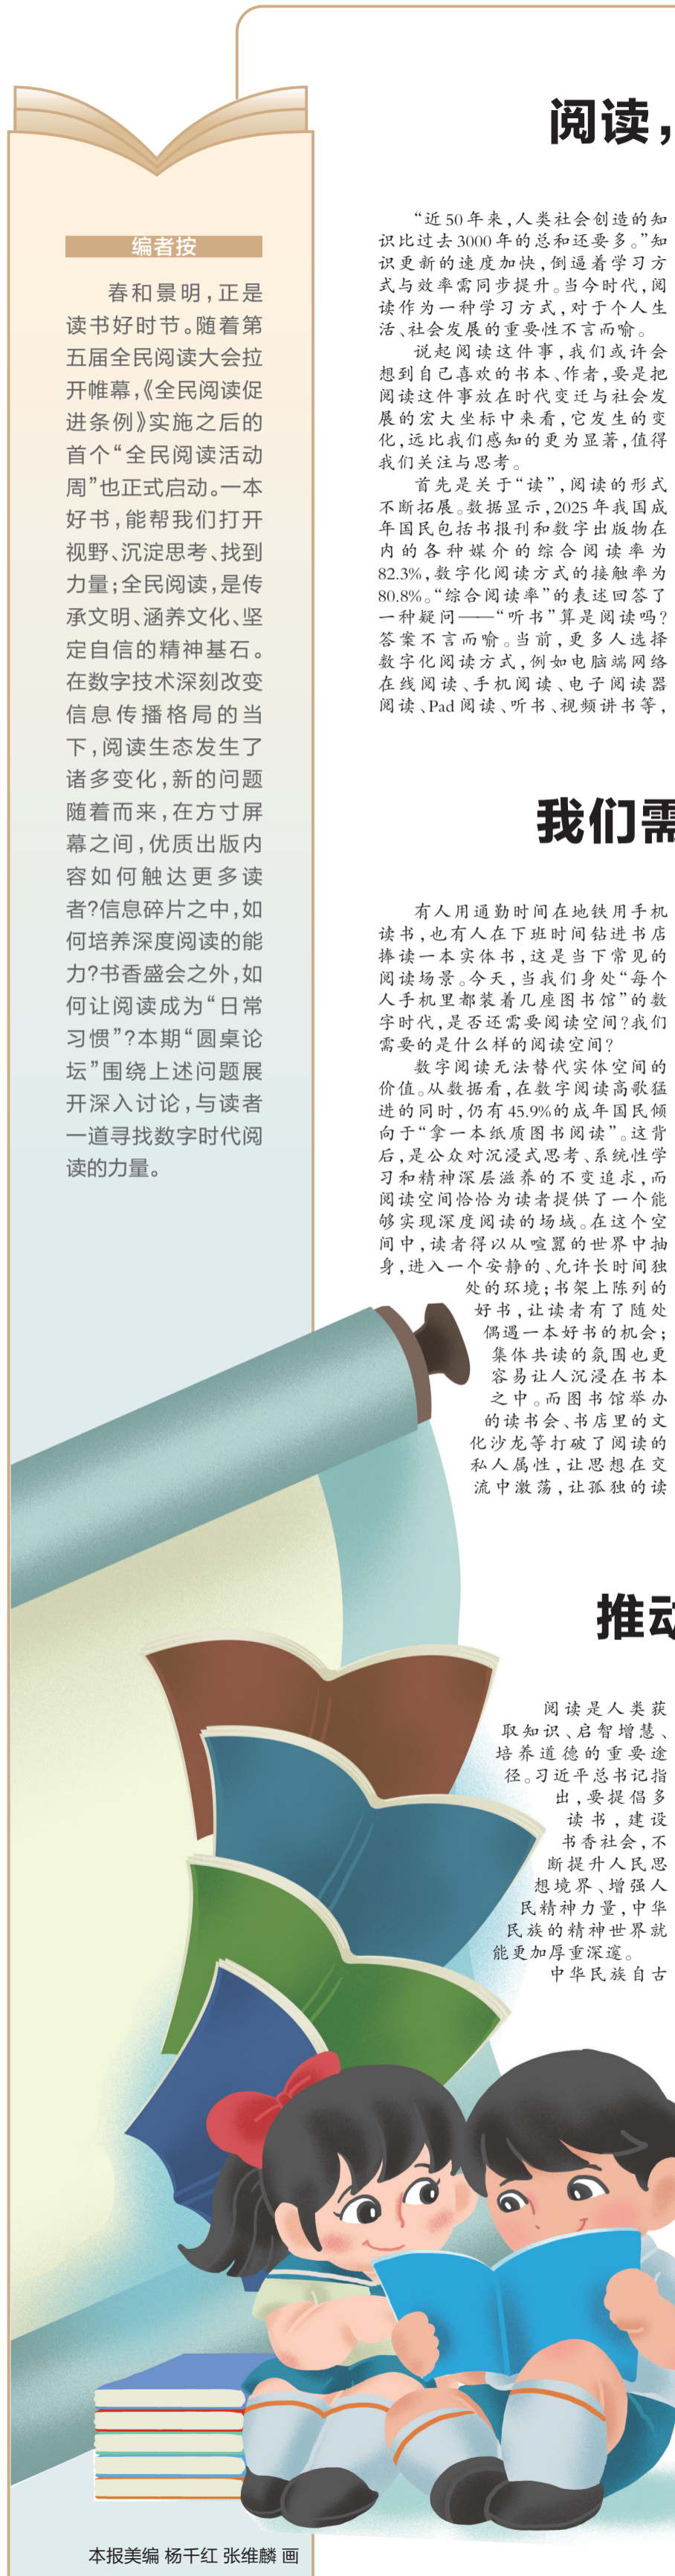 编者按
春和景明，正是
读书好时节。随着第
五届全民阅读大会拉
开帷幕，《全民阅读促
进条例》实施之后的
首个“全民阅读活动
周”也正式启动。一本
好书，能帮我们打开
视野、沉淀思考、找到
力量；全民阅读，是传
承文明、涵养文化、坚
定自信的精神基石。
在数字技术深刻改变
信息传播格局的当
下，阅读生态发生了
诸多变化，新的问题
随着而来，在方寸屏
幕之间，优质出版内
容如何触达更多读
者？信息碎片之中，如
何培养深度阅读的能
力？书香盛会之外，如
何让阅读成为“日常
习惯”？本期“圆桌论
坛”围绕上述问题展
开深入讨论，与读者
一道寻找数字时代阅
读的力量。
阅读，
“近50年来，人类社会创造的知
识比过去3000年的总和还要多。”知
识更新的速度加快，倒逼着学习方
式与效率需同步提升。当今时代，阅
读作为一种学习方式，对于个人生
活、社会发展的重要性不言而喻。
说起阅读这件事，我们或许会
想到自己喜欢的书本、作者，要是把
阅读这件事放在时代变迁与社会发
展的宏大坐标中来看，它发生的变
化，远比我们感知的更为显著，值得
我们关注与思考。
首先是关于“读”，阅读的形式
不断拓展。数据显示，2025年我国成
年国民包括书报刊和数字出版物在
内的各种媒介的综合阅读率为
82.3%，数字化阅读方式的接触率为
80.8%。“综合阅读率”的表述回答了
一种疑问——“听书”算是阅读吗？
答案不言而喻。当前，更多人选择
数字化阅读方式，例如电脑端网络
在线阅读、手机阅读、电子阅读器
阅读、Pad阅读、听书、视频讲书等，
我们需
有人用通勤时间在地铁用手机
读书，也有人在下班时间钻进书店
捧读一本实体书，这是当下常见的
阅读场景。今天，当我们身处“每个
人手机里都装着几座图书馆”的数
字时代，是否还需要阅读空间？我们
需要的是什么样的阅读空间？
数字阅读无法替代实体空间的
价值。从数据看，在数字阅读高歌猛
进的同时，仍有45.9%的成年国民倾
向于“拿一本纸质图书阅读”。这背
后，是公众对沉浸式思考、系统性学
习和精神深层滋养的不变追求，而
阅读空间恰恰为读者提供了一个能
够实现深度阅读的场域。在这个空
间中，读者得以从喧嚣的世界中抽
身，进入一个安静的、允许长时间独
处的环境；书架上陈列的
好书，让读者有了随处
偶遇一本好书的机会；
集体共读的氛围也更
容易让人沉浸在书本
之中。而图书馆举办
的读书会、书店里的文
化沙龙等打破了阅读的
私人属性，让思想在交
流中激荡，让孤独的读
推动
阅读是人类获
取知识、启智增慧、
培养道德的重要途
径。习近平总书记指
出，要提倡多
读书，建设
书香社会，不
断提升人民思
想境界、增强人
民精神力量，中华
民族的精神世界就
能更加厚重深邃。
中华民族自古
本报美编 杨千红 张维麟 画